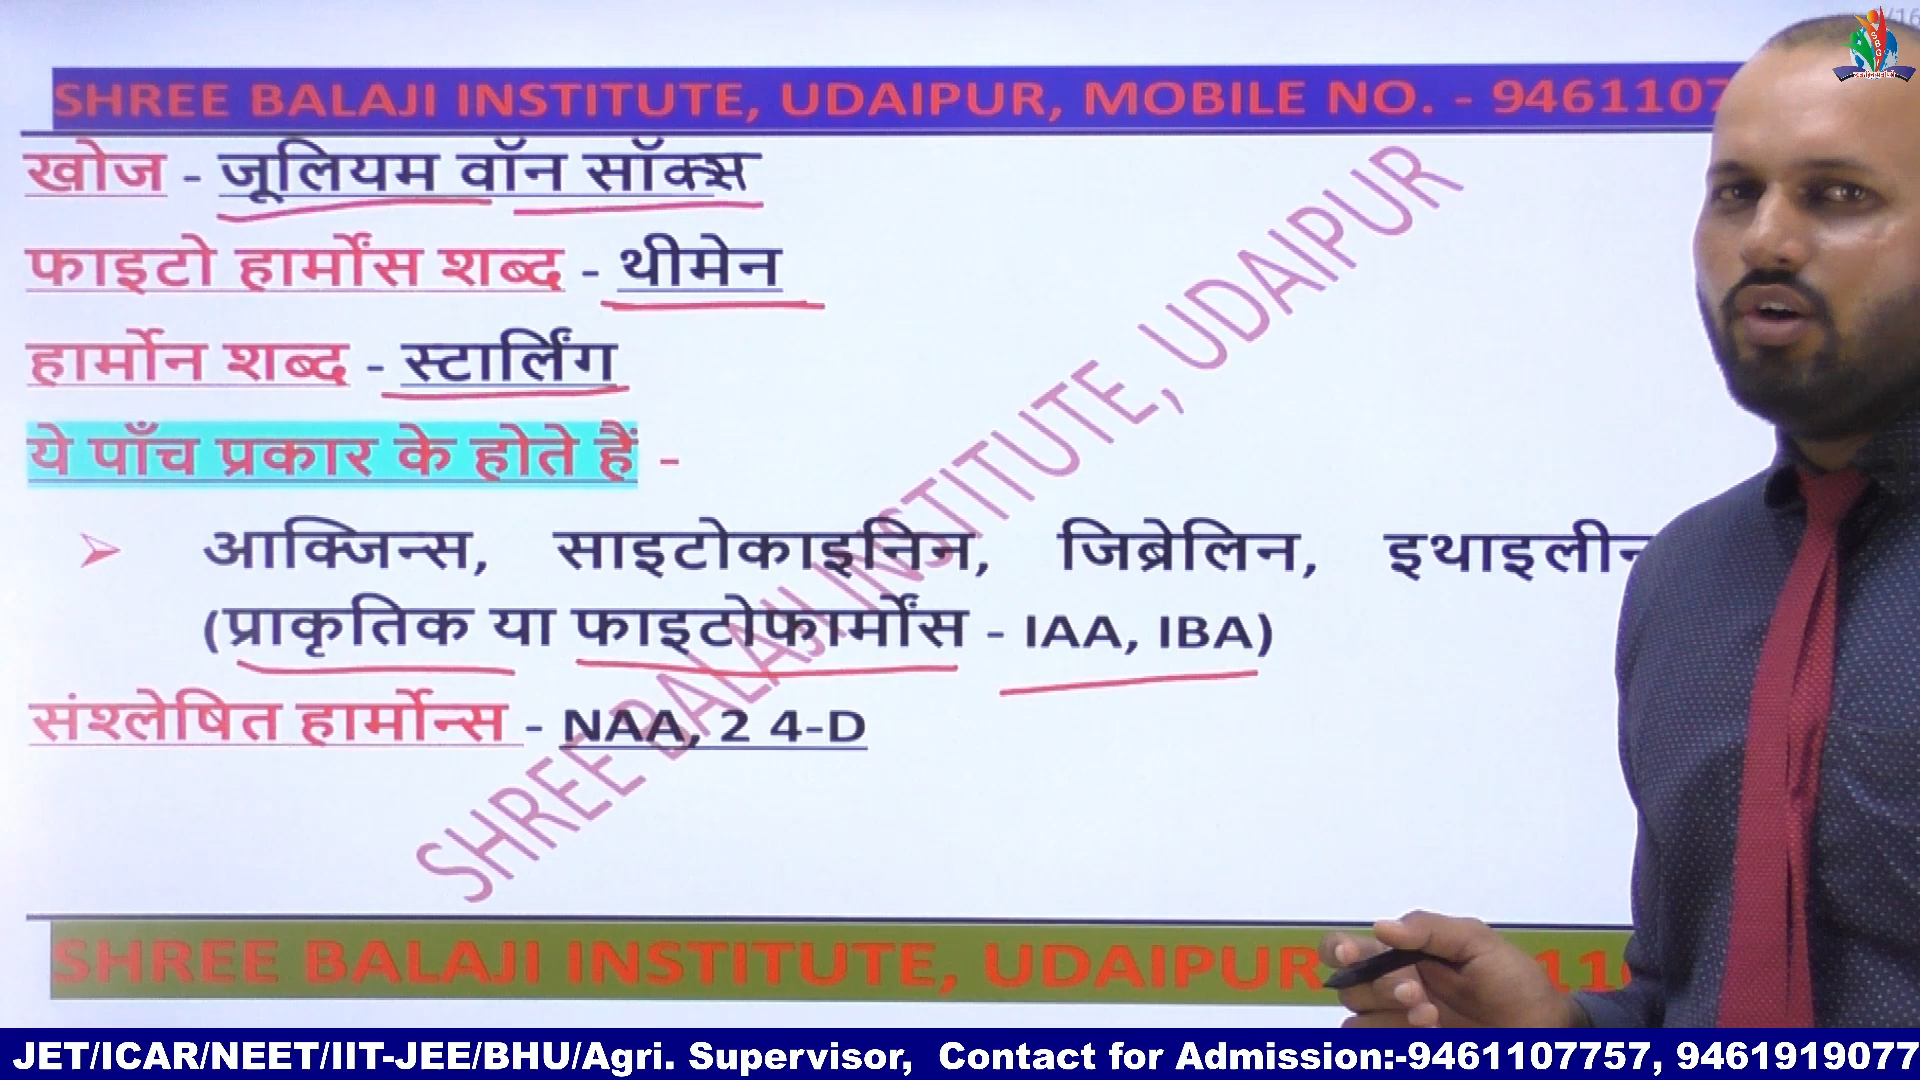 SHREE BALAJI INSTITUTE, UDAIPUR, MOBILE NO. - 9461107
खोज - जूलियम वॉन सॉक्स
फाइटो हार्मोंस शब्द - थीमेन
हार्मोन शब्द - स्टार्लिंग
ये पाँच प्रकार के होते हैं -
➢ आक्जिन्स, साइटोकाइनिन, जिब्रेलिन, इथाइलीन
(प्राकृतिक या फाइटोफार्मोंस - IAA, IBA)
संश्लेषित हार्मोन्स - NAA, 2 4-D
SHREE BALAJI INSTITUTE, UDAIPUR
SHREE BALAJI INSTITUTE, UDAIPUR
JET/ICAR/NEET/IIT-JEE/BHU/Agri. Supervisor, Contact for Admission:-9461107757, 9461919077